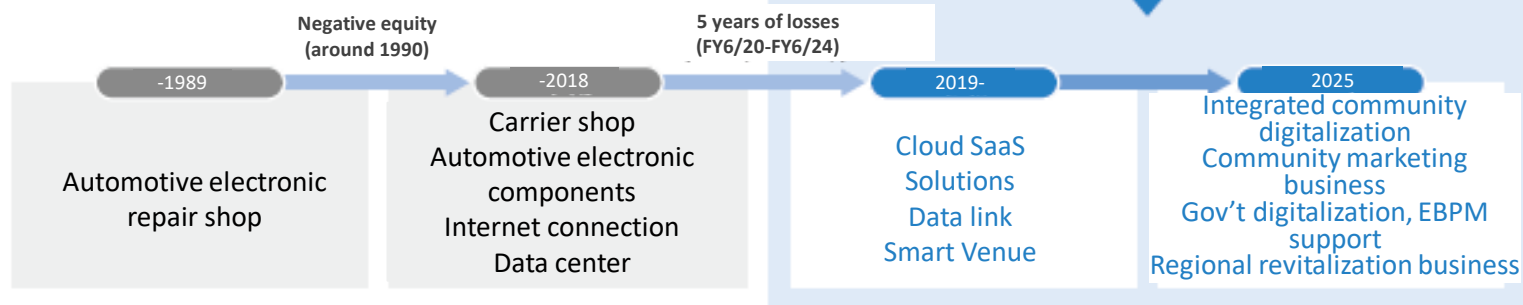 Negative equity
(around 1990)
5 years of losses
(FY6/20-FY6/24)
-1989
-2018
2019-
2025
Automotive electronic
repair shop
Carrier shop
Automotive electronic
components
Internet connection
Data center
Cloud SaaS
Solutions
Data link
Smart Venue
Integrated community
digitalization
Community marketing
business
Gov't digitalization, EBPM
support
Regional revitalization business